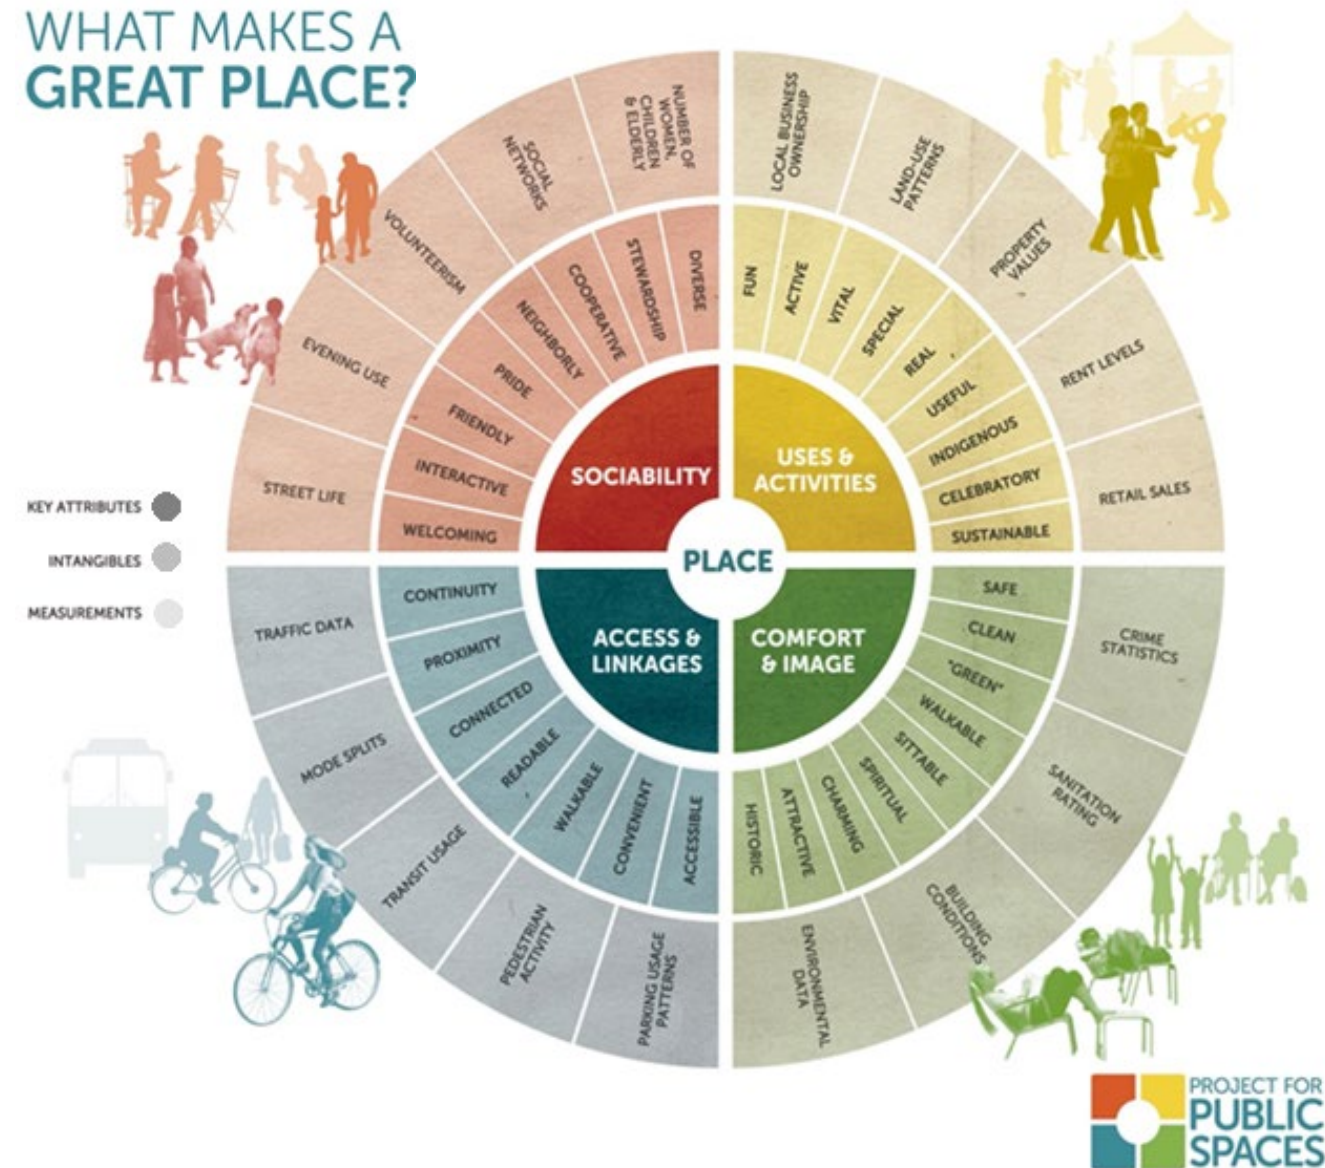 WHAT MAKES A
GREAT PLACE?
KEY ATTRIBUTES
INTANGIBLES
MEASUREMENTS
PLACE
SOCIABILITY
USES &
ACTIVITIES
ACCESS &
LINKAGES
COMFORT
& IMAGE
DIVERSE
STEWARDSHIP
COOPERATIVE
NEIGHBORLY
PRIDE
FRIENDLY
INTERACTIVE
WELCOMING
NUMBER OF
WOMEN,
CHILDREN
& ELDERLY
SOCIAL
NETWORKS
VOLUNTEERISM
EVENING USE
STREET LIFE
FUN
ACTIVE
VITAL
SPECIAL
REAL
USEFUL
INDIGENOUS
CELEBRATORY
SUSTAINABLE
LOCAL BUSINESS
OWNERSHIP
LAND-USE
PATTERNS
PROPERTY
VALUES
RENT LEVELS
RETAIL SALES
CONTINUITY
PROXIMITY
CONNECTED
READABLE
WALKABLE
CONVENIENT
ACCESSIBLE
TRAFFIC DATA
MODE SPLITS
TRANSIT USAGE
PEDESTRIAN
ACTIVITY
PARKING USAGE
PATTERNS
SAFE
CLEAN
"GREEN"
WALKABLE
SITTABLE
SPIRITUAL
CHARMING
ATTRACTIVE
HISTORIC
CRIME
STATISTICS
SANITATION
RATING
BUILDING
CONDITIONS
ENVIRONMENTAL
DATA
PROJECT FOR
PUBLIC
SPACES